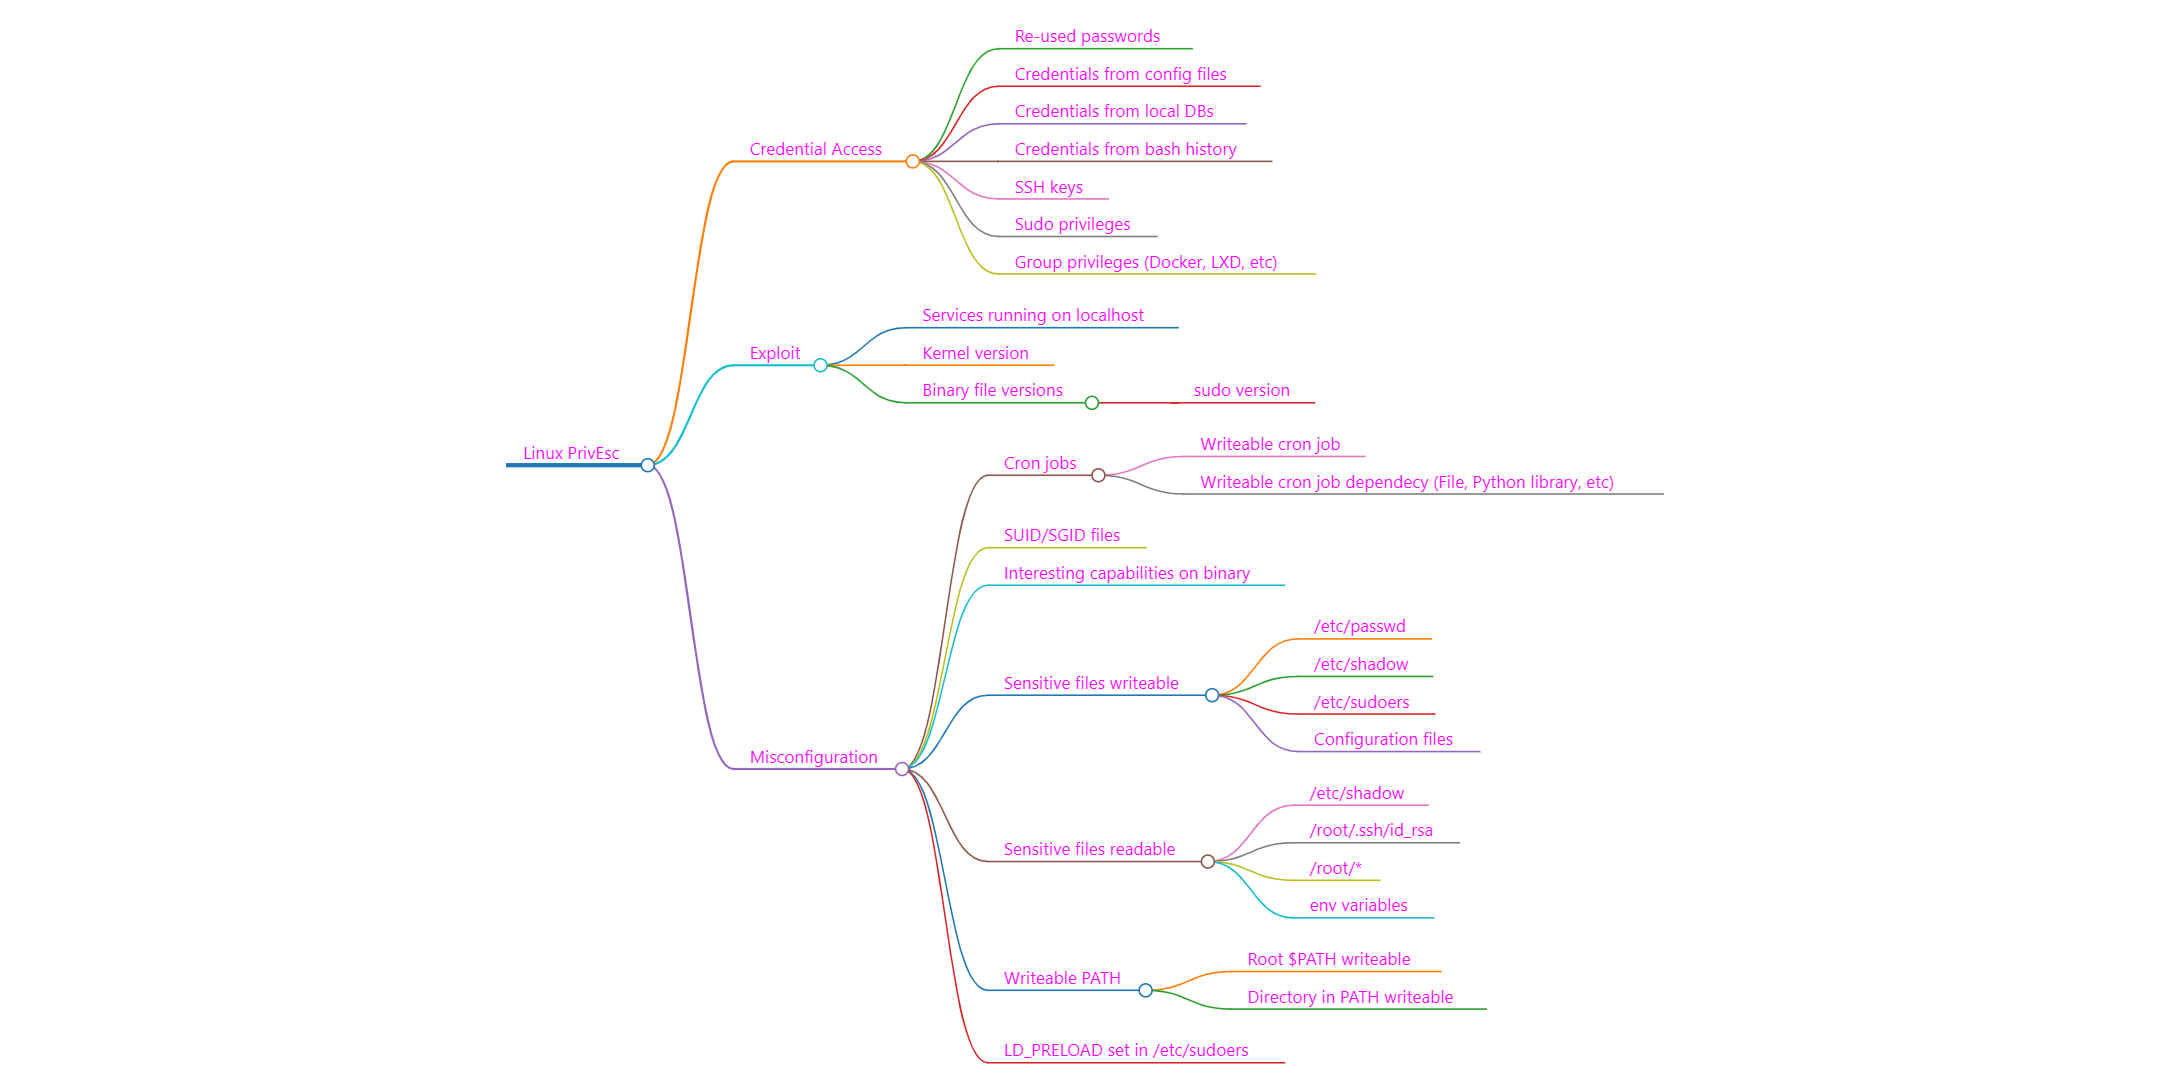 Linux PrivEsc
Credential Access
Re-used passwords
Credentials from config files
Credentials from local DBs
Credentials from bash history
SSH keys
Sudo privileges
Group privileges (Docker, LXD, etc)
Exploit
Services running on localhost
Kernel version
Binary file versions
sudo version
Misconfiguration
Cron jobs
Writeable cron job
Writeable cron job dependecy (File, Python library, etc)
SUID/SGID files
Interesting capabilities on binary
Sensitive files writeable
/etc/passwd
/etc/shadow
/etc/sudoers
Configuration files
Sensitive files readable
/etc/shadow
/root/.ssh/id_rsa
/root/*
env variables
Writeable PATH
Root $PATH writeable
Directory in PATH writeable
LD_PRELOAD set in /etc/sudoers